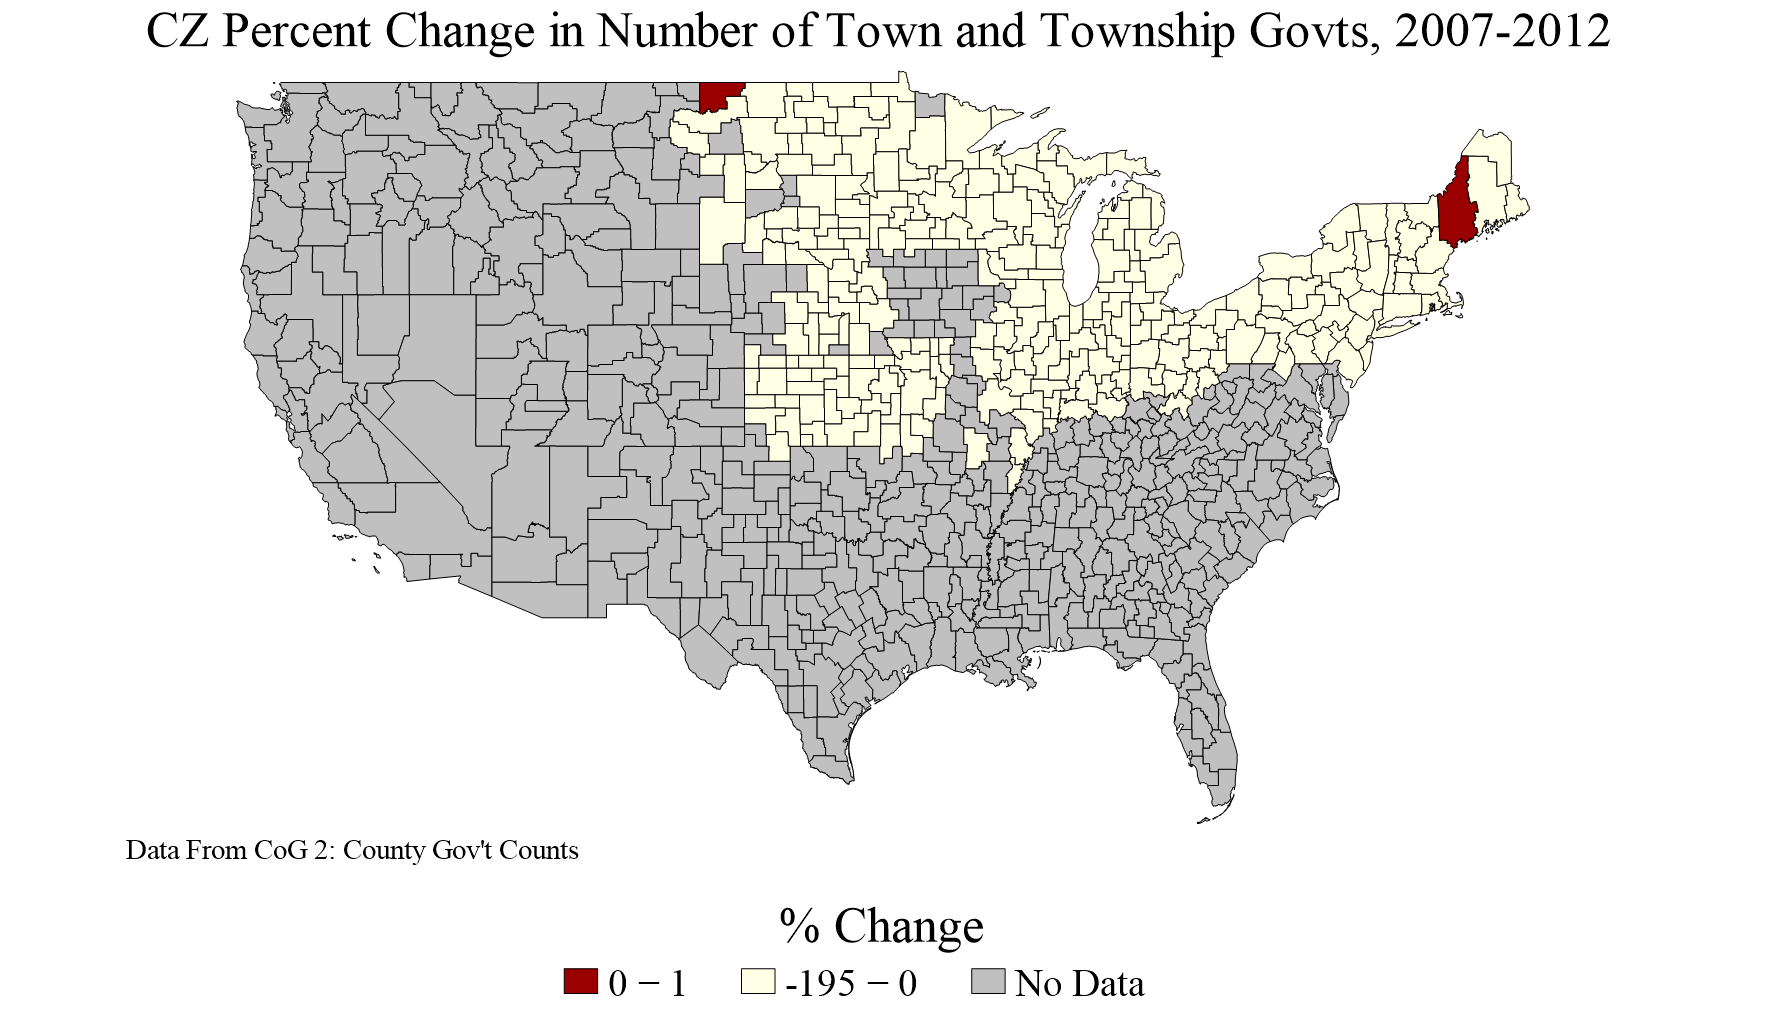 CZ Percent Change in Number of Town and Township Govts, 2007-2012
Data From CoG 2: County Gov't Counts
% Change
0 − 1
-195 − 0
No Data